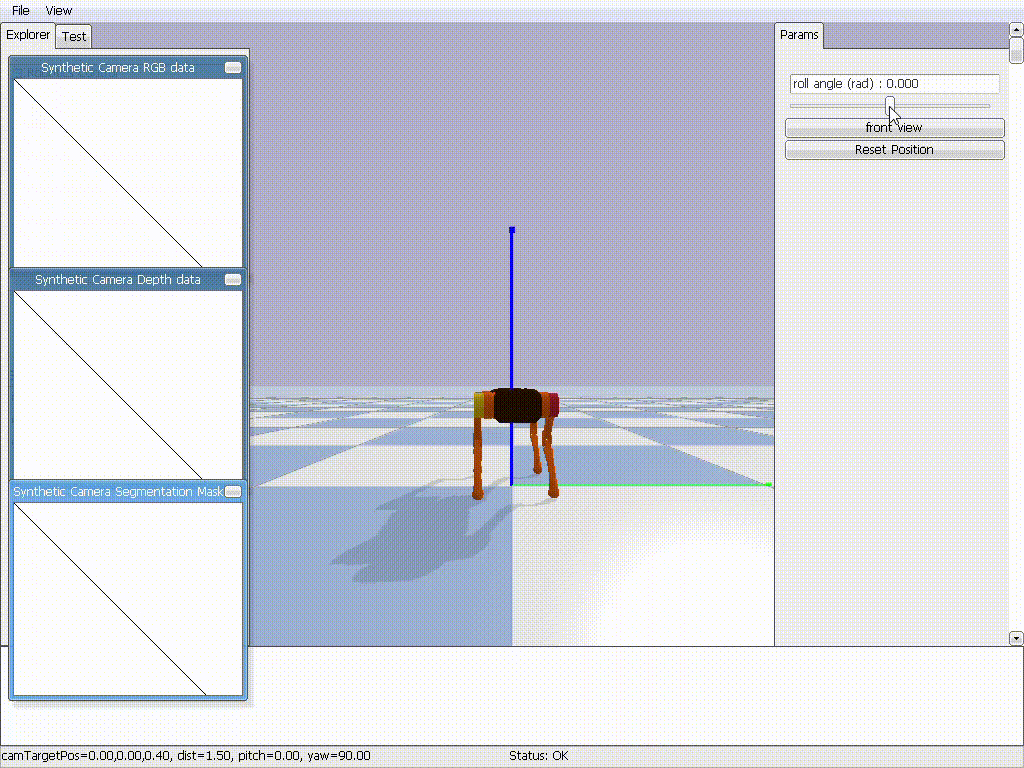 File View
Explorer Test
Params
Synthetic Camera RGB data
roll angle (rad) : 0.000
front view
Reset Position
Synthetic Camera Depth data
Synthetic Camera Segmentation Mask
camTargetPos=0.00,0.00,0.40, dist=1.50, pitch=0.00, yaw=90.00 Status: OK